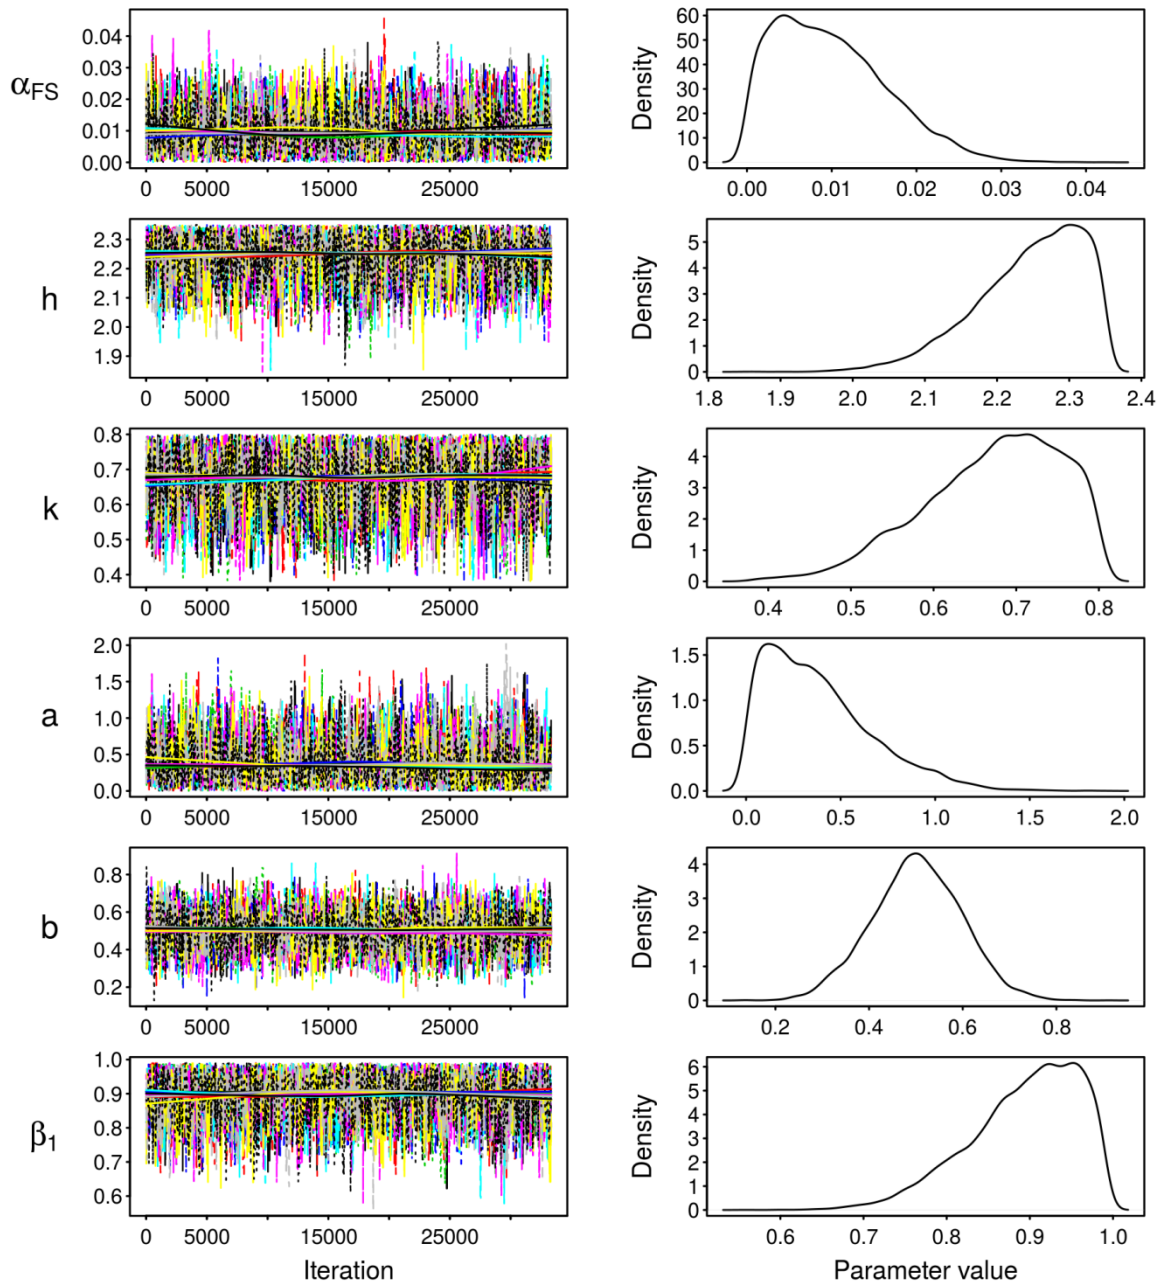 α_FS
0.04
0.03
0.02
0.01
0.00
0 5000 15000 25000
Density
60
50
40
30
20
10
0
0.00 0.01 0.02 0.03 0.04
h
2.3
2.2
2.1
2.0
1.9
0 5000 15000 25000
Density
5
4
3
2
1
0
1.8 1.9 2.0 2.1 2.2 2.3 2.4
k
0.8
0.7
0.6
0.5
0.4
0 5000 15000 25000
Density
4
3
2
1
0
0.4 0.5 0.6 0.7 0.8
a
2.0
1.5
1.0
0.5
0.0
0 5000 15000 25000
Density
1.5
1.0
0.5
0.0
0.0 0.5 1.0 1.5 2.0
b
0.8
0.6
0.4
0.2
0 5000 15000 25000
Density
4
3
2
1
0
0.2 0.4 0.6 0.8
β₁
1.0
0.9
0.8
0.7
0.6
0 5000 15000 25000
Iteration
Density
6
5
4
3
2
1
0
0.6 0.7 0.8 0.9 1.0
Parameter value